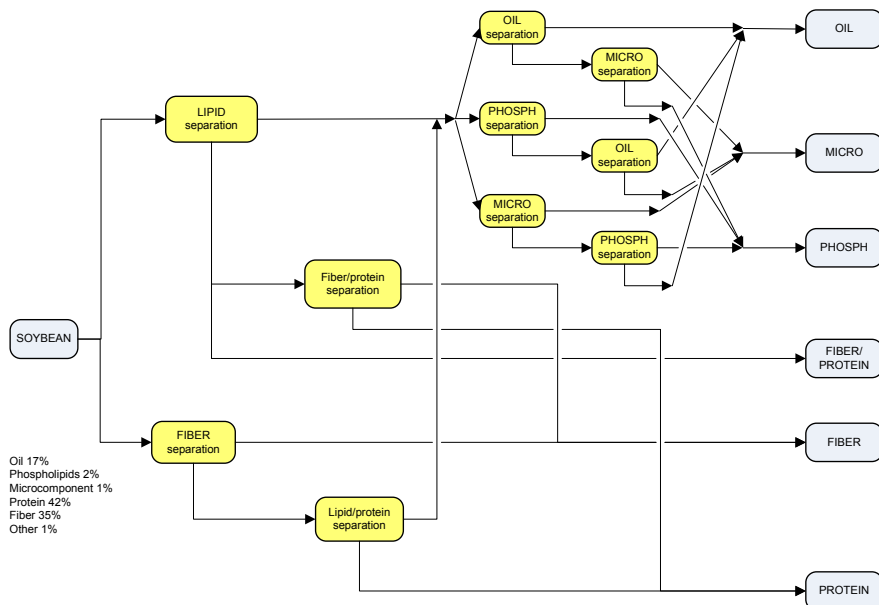 OIL
separation
OIL
MICRO
separation
LIPID
separation
PHOSPH
separation
OIL
separation
MICRO
MICRO
separation
PHOSPH
separation
PHOSPH
Fiber/protein
separation
SOYBEAN
FIBER/
PROTEIN
FIBER
separation
FIBER
Oil 17%
Phospholipids 2%
Microcomponent 1%
Protein 42%
Fiber 35%
Other 1%
Lipid/protein
separation
PROTEIN